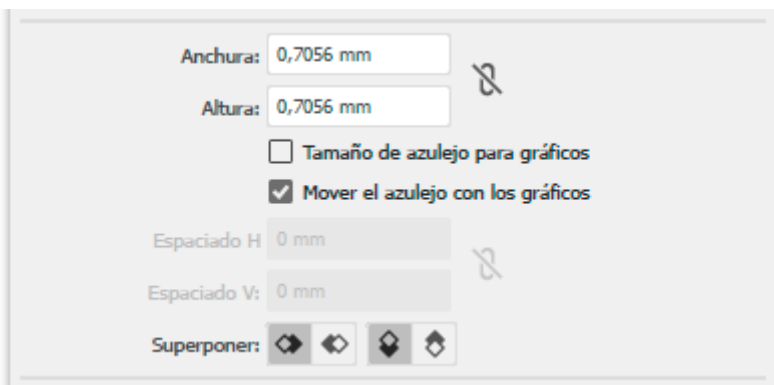 Anchura: 0,7056 mm
Altura: 0,7056 mm
Tamaño de azulejo para gráficos
Mover el azulejo con los gráficos
Espaciado H 0 mm
Espaciado V: 0 mm
Superponer: